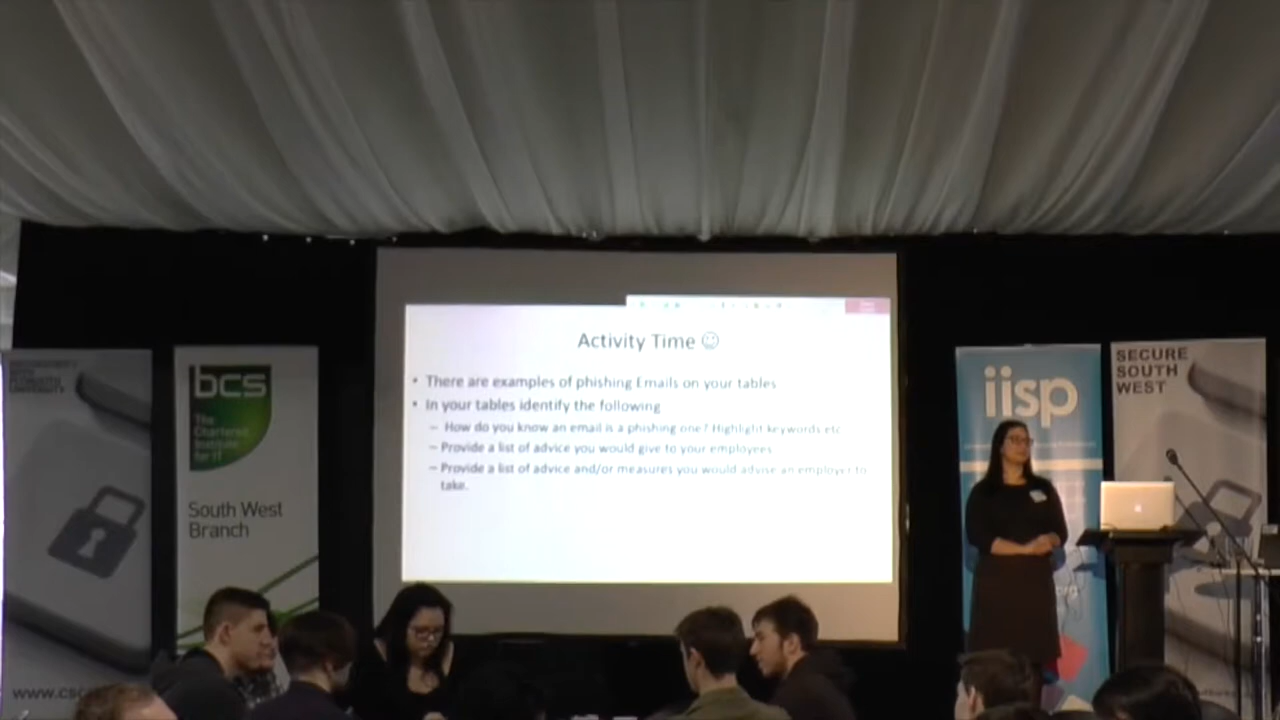 Activity Time ☺
• There are examples of phishing Emails on your tables
• In your tables identify the following
– How do you know an email is a phishing one? Highlight keywords etc
– Provide a list of advice you would give to your employees
– Provide a list of advice and/or measures you would advise an employer to
take.
bcs
The
Chartered
Institute
for IT
South West
Branch
iisp
SECURE
SOUTH
WEST
www.csc
.org